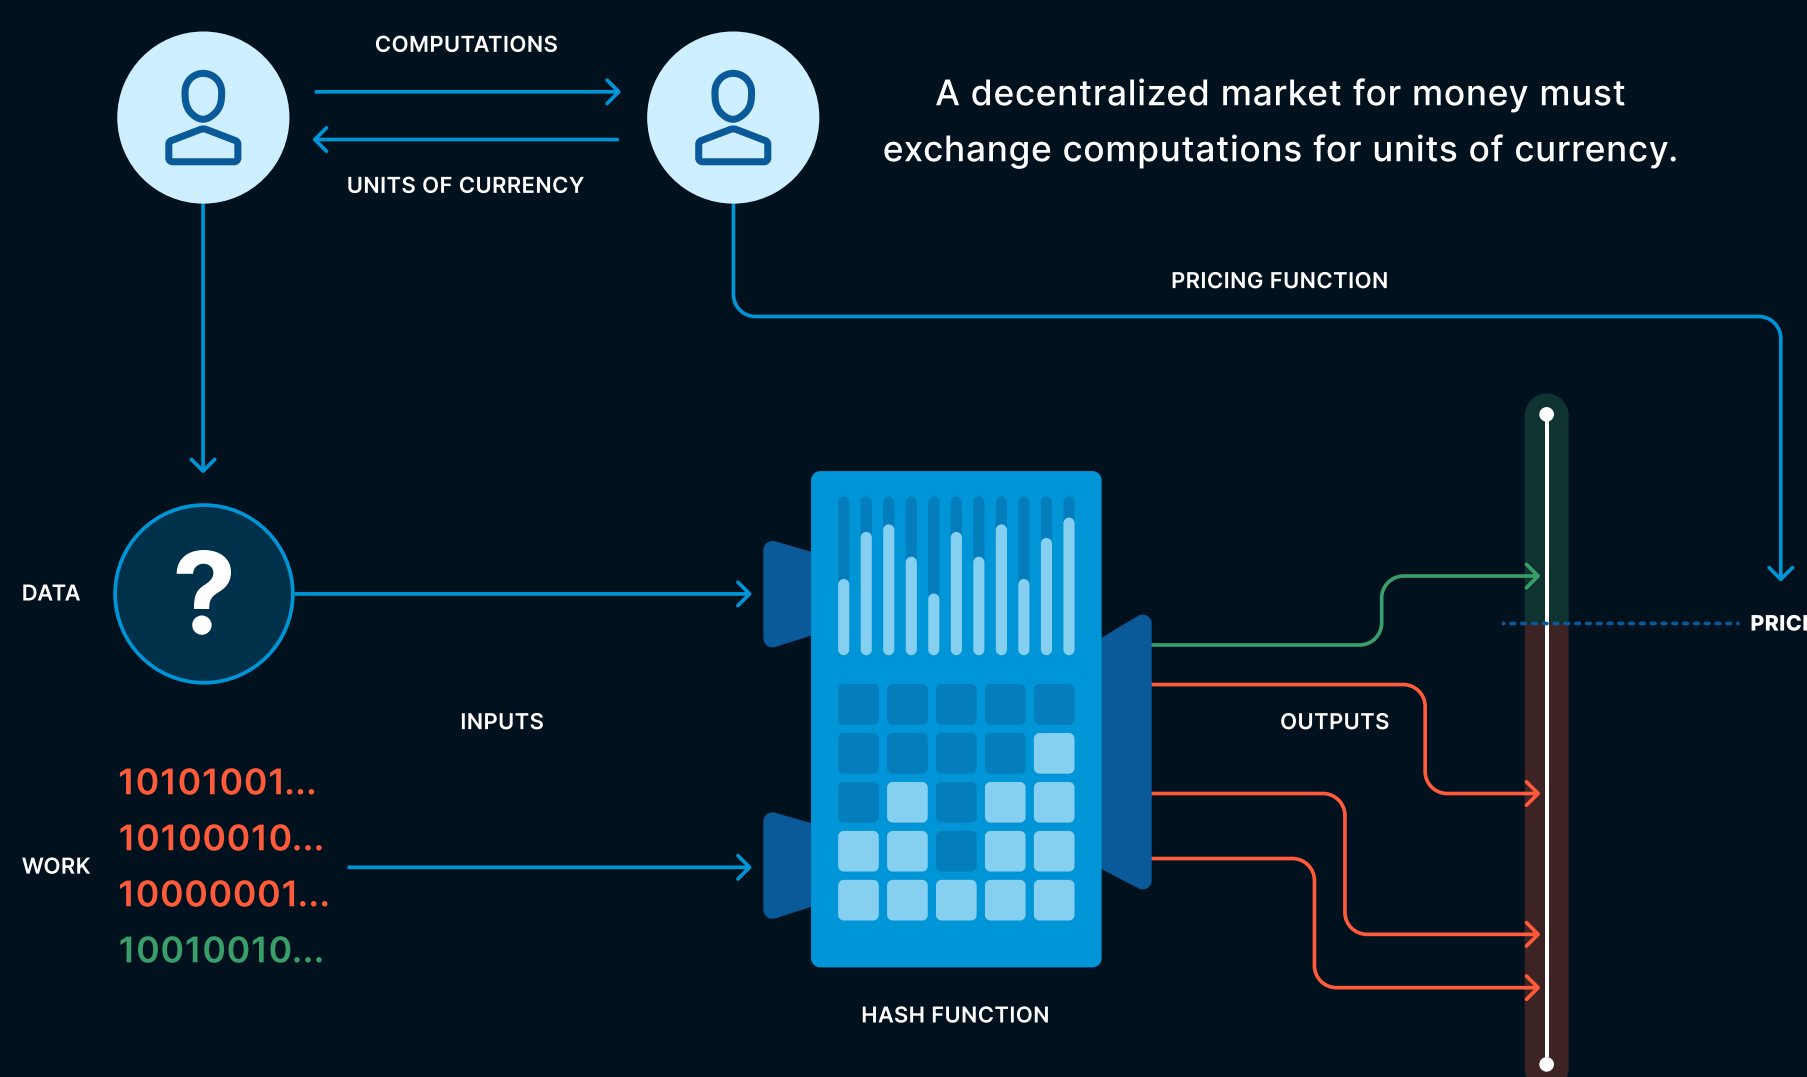 COMPUTATIONS
A decentralized market for money must
exchange computations for units of currency.
UNITS OF CURRENCY
PRICING FUNCTION
DATA
?
INPUTS
OUTPUTS
10101001...
10100010...
WORK
10000001...
10010010...
HASH FUNCTION